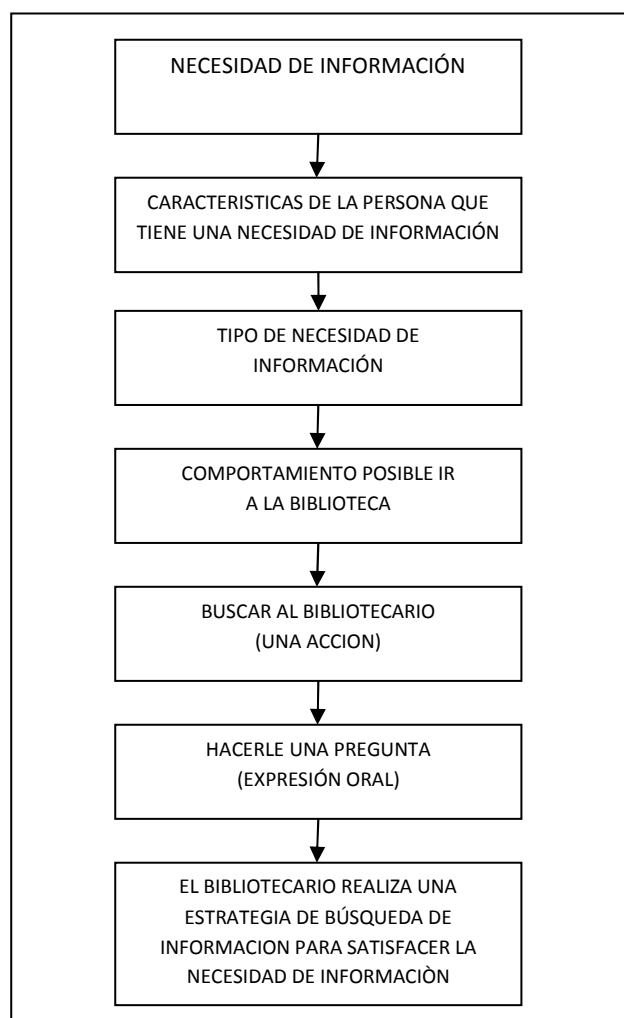 NECESIDAD DE INFORMACIÓN
CARACTERISTICAS DE LA PERSONA QUE
TIENE UNA NECESIDAD DE INFORMACIÓN
TIPO DE NECESIDAD DE
INFORMACIÓN
COMPORTAMIENTO POSIBLE IR
A LA BIBLIOTECA
BUSCAR AL BIBLIOTECARIO
(UNA ACCION)
HACERLE UNA PREGUNTA
(EXPRESIÓN ORAL)
EL BIBLIOTECARIO REALIZA UNA
ESTRATEGIA DE BÚSQUEDA DE
INFORMACION PARA SATISFACER LA
NECESIDAD DE INFORMACIÒN